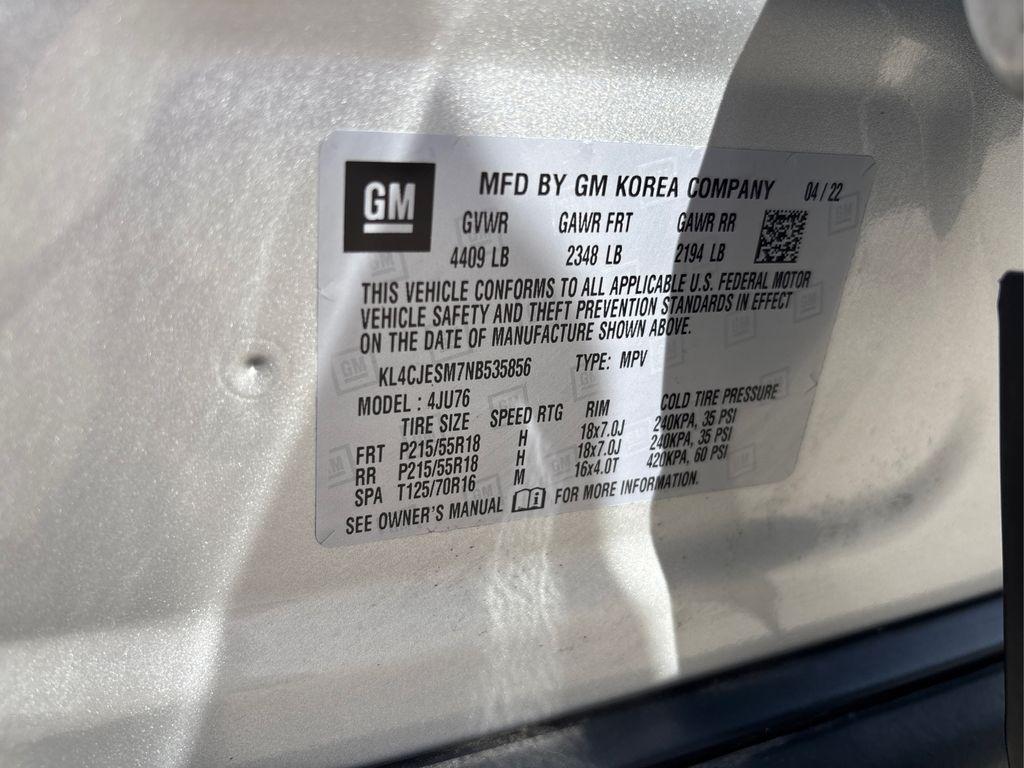 GM
MFD BY GM KOREA COMPANY 04/22
GVWR GAWR FRT GAWR RR
4409 LB 2348 LB 2194 LB
THIS VEHICLE CONFORMS TO ALL APPLICABLE U.S. FEDERAL MOTOR
VEHICLE SAFETY AND THEFT PREVENTION STANDARDS IN EFFECT
ON THE DATE OF MANUFACTURE SHOWN ABOVE.
KL4CJESM7NB535856 TYPE: MPV
MODEL : 4JU76
TIRE SIZE SPEED RTG RIM COLD TIRE PRESSURE
FRT P215/55R18 H 18x7.0J 240KPA, 35 PSI
RR P215/55R18 H 18x7.0J 240KPA, 35 PSI
SPA T125/70R16 M 16x4.0T 420KPA, 60 PSI
SEE OWNER'S MANUAL FOR MORE INFORMATION.